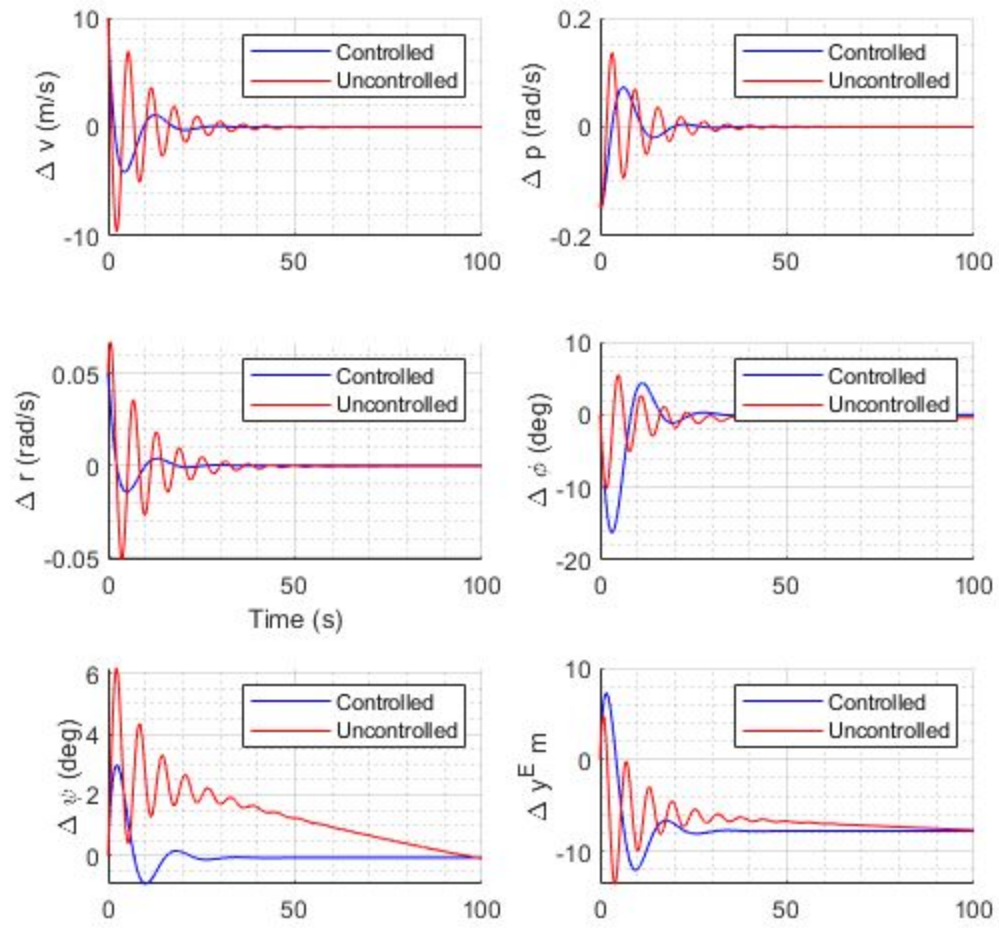 10
0
-10
Δ v (m/s)
Controlled
Uncontrolled
0
50
100
0.2
0
-0.2
Δ p (rad/s)
Controlled
Uncontrolled
0
50
100
0.05
0
-0.05
Δ r (rad/s)
Controlled
Uncontrolled
0
50
100
Time (s)
10
0
-10
-20
Δ ϕ (deg)
Controlled
Uncontrolled
0
50
100
6
4
2
0
Δ ψ (deg)
Controlled
Uncontrolled
0
50
100
10
0
-10
Δ y^E m
Controlled
Uncontrolled
0
50
100